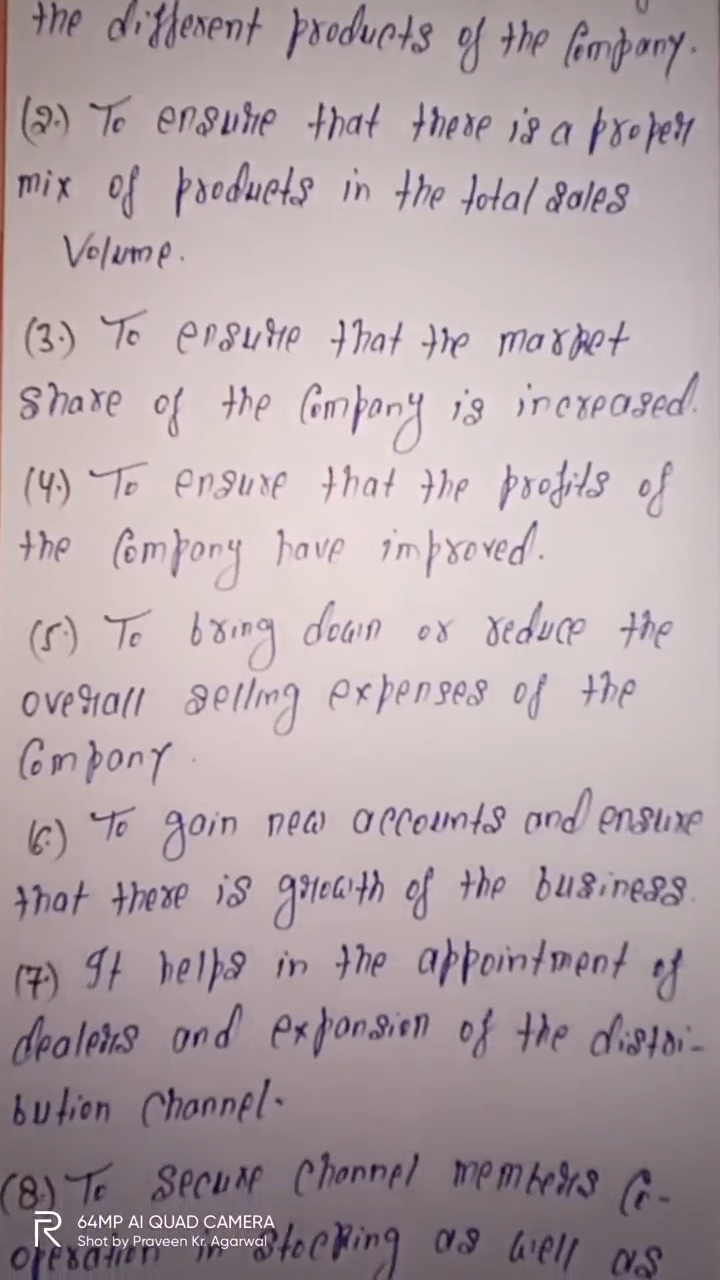 the different products of the Company.
(2.) To ensure that there is a proper
mix of products in the total sales
Volume.
(3.) To ensure that the market
share of the Company is increased.
(4.) To ensure that the profits of
the Company have improved.
(5.) To bring down or reduce the
overall selling expenses of the
Company.
(6.) To gain new accounts and ensure
that there is growth of the business.
(7.) It helps in the appointment of
dealers and expansion of the distri-
bution Channel.
(8.) To secure Channel members Co-
operation in stocking as well as
64MP AI QUAD CAMERA
Shot by Praveen Kr. Agarwal